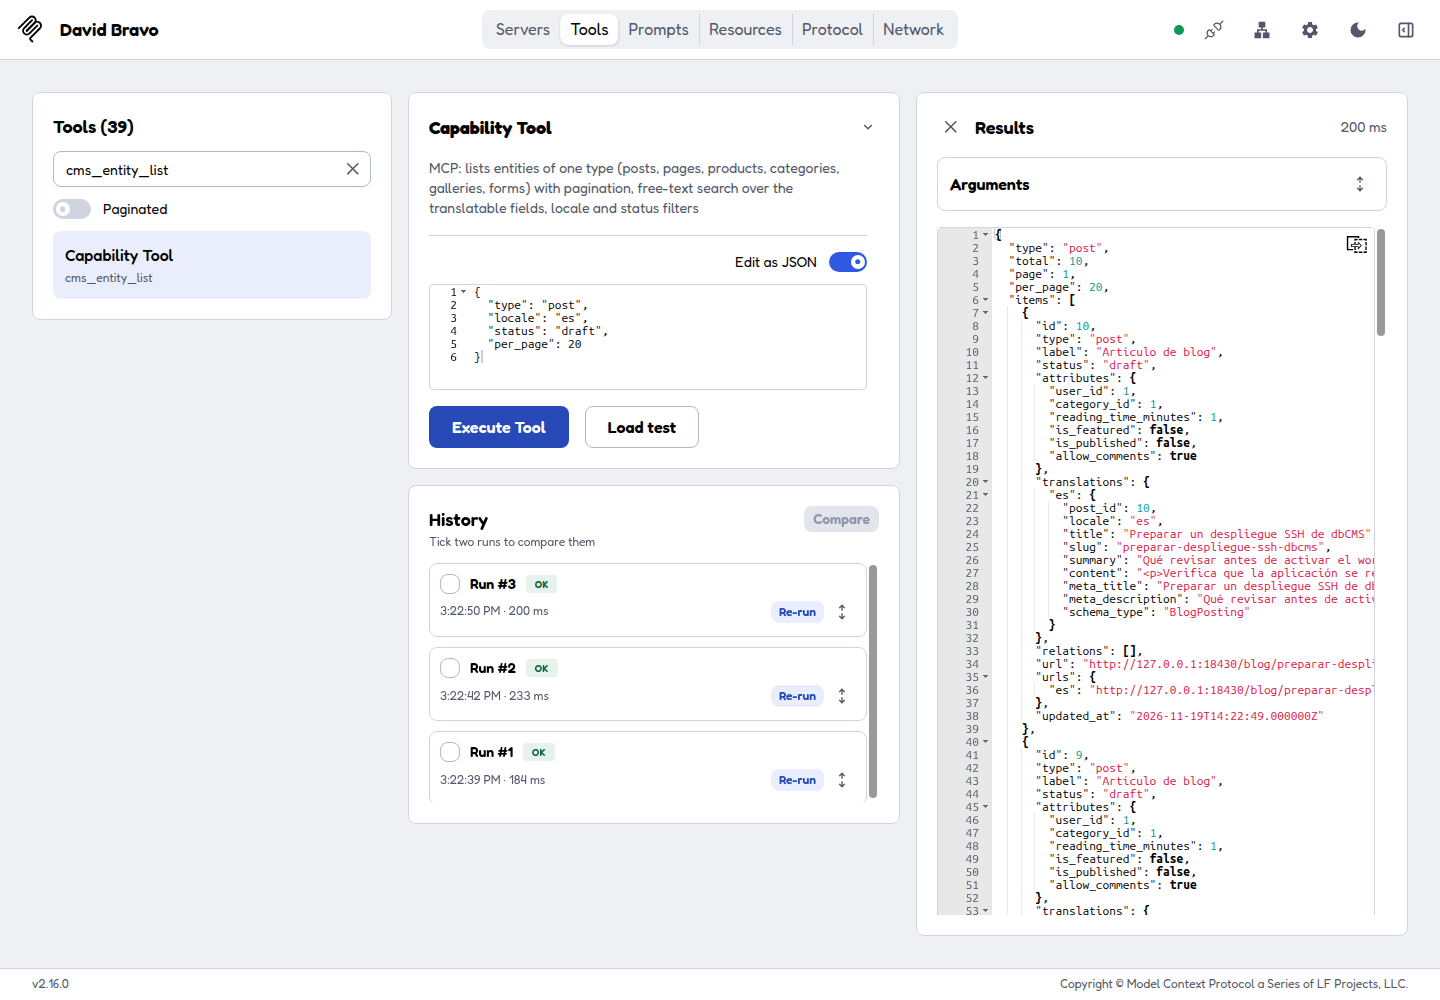 David Bravo
Servers
Tools
Prompts
Resources
Protocol
Network
Tools (39)
cms_entity_list
Paginated
Capability Tool
cms_entity_list
Capability Tool
MCP: lists entities of one type (posts, pages, products, categories,
galleries, forms) with pagination, free-text search over the
translatable fields, locale and status filters
Edit as JSON
1 {
2 "type": "post",
3 "locale": "es",
4 "status": "draft",
5 "per_page": 20
6 }
Execute Tool
Load test
History
Compare
Tick two runs to compare them
Run #3 OK
3:22:50 PM · 200 ms
Re-run
Run #2 OK
3:22:42 PM · 233 ms
Re-run
Run #1 OK
3:22:39 PM · 184 ms
Re-run
Results
200 ms
Arguments
1 {
2 "type": "post",
3 "total": 10,
4 "page": 1,
5 "per_page": 20,
6 "items": [
7 {
8 "id": 10,
9 "type": "post",
10 "label": "Artículo de blog",
11 "status": "draft",
12 "attributes": {
13 "user_id": 1,
14 "category_id": 1,
15 "reading_time_minutes": 1,
16 "is_featured": false,
17 "is_published": false,
18 "allow_comments": true
19 },
20 "translations": {
21 "es": {
22 "post_id": 10,
23 "locale": "es",
24 "title": "Preparar un despliegue SSH de dbCMS"
25 "slug": "preparar-despliegue-ssh-dbcms",
26 "summary": "Qué revisar antes de activar el wor
27 "content": "<p>Verifica que la aplicación se re
28 "meta_title": "Preparar un despliegue SSH de db
29 "meta_description": "Qué revisar antes de activ
30 "schema_type": "BlogPosting"
31 }
32 },
33 "relations": [],
34 "url": "http://127.0.0.1:18430/blog/preparar-despli
35 "urls": {
36 "es": "http://127.0.0.1:18430/blog/preparar-despl
37 },
38 "updated_at": "2026-11-19T14:22:49.000000Z"
39 },
40 {
41 "id": 9,
42 "type": "post",
43 "label": "Artículo de blog",
44 "status": "draft",
45 "attributes": {
46 "user_id": 1,
47 "category_id": 1,
48 "reading_time_minutes": 1,
49 "is_featured": false,
50 "is_published": false,
51 "allow_comments": true
52 },
53 "translations": {
v2.16.0
Copyright © Model Context Protocol a Series of LF Projects, LLC.